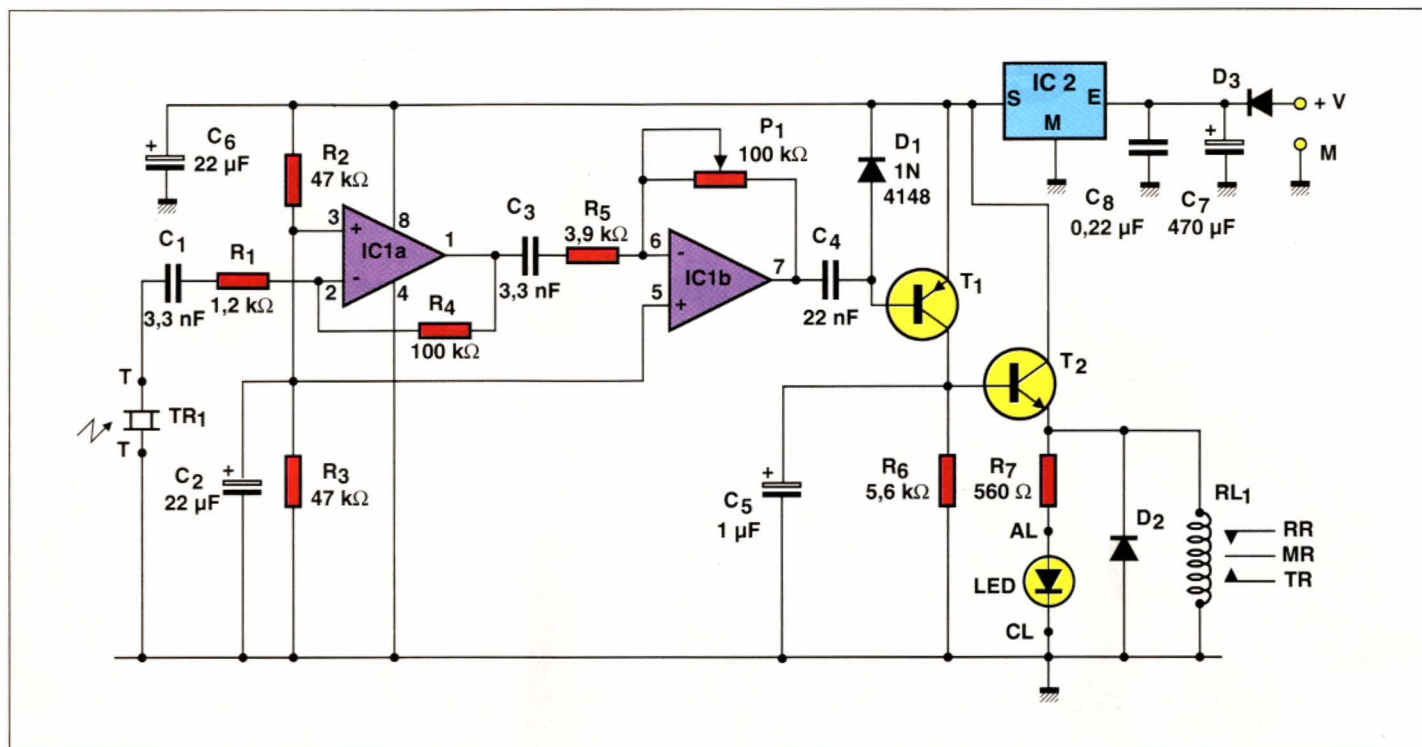 C6
22 µF
R2
47 kΩ
C1
3,3 nF
R1
1,2 kΩ
3
+
8
IC1a
1
-
2
4
R4
100 kΩ
C3
3,3 nF
R5
3,9 kΩ
P1
100 kΩ
6
-
IC1b
7
5
+
C4
22 nF
D1
1N
4148
T1
T2
IC 2
S
E
M
D3
+ V
M
+
C8
0,22 µF
C7
470 µF
T
TR1
T
+
C2
22 µF
R3
47 kΩ
+
C5
1 µF
R6
5,6 kΩ
R7
560 Ω
AL
LED
CL
D2
RL1
RR
MR
TR
+